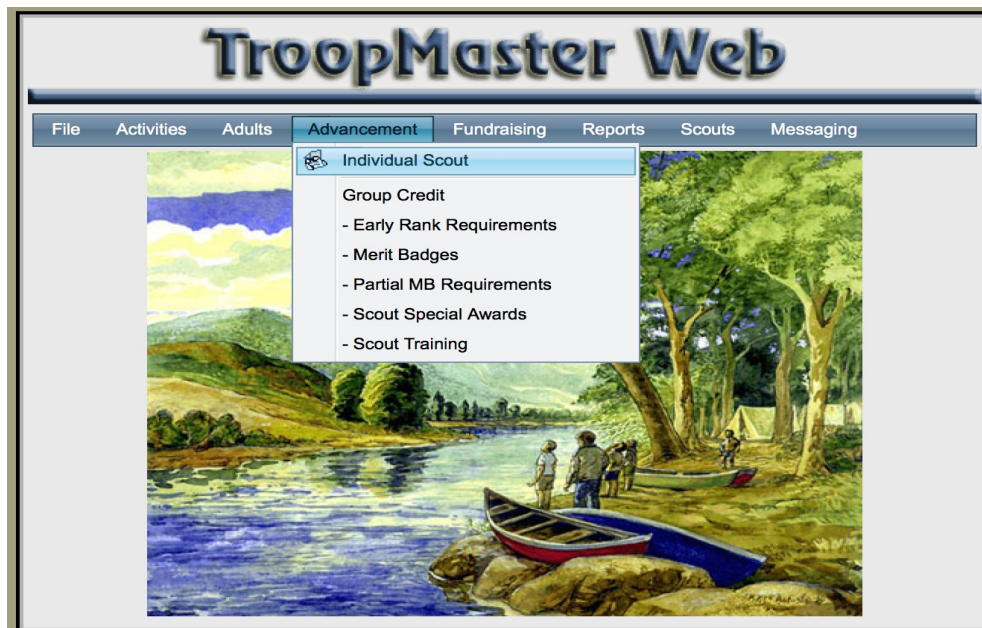 TroopMaster Web
File Activities Adults Advancement Fundraising Reports Scouts Messaging
Individual Scout
Group Credit
- Early Rank Requirements
- Merit Badges
- Partial MB Requirements
- Scout Special Awards
- Scout Training